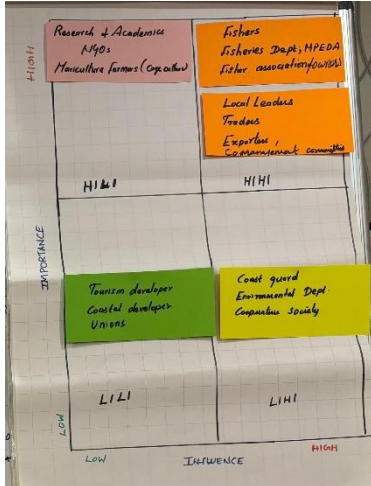 Research & Academics
NGOs
Mariculture farmers (Cage culture)
Fishers
Fisheries Dept, MPEDA
Fisher association
Local Leaders
Traders
Exporters,
Comanagement committee
HIGH
HILI
HIHI
IMPORTANCE
Tourism developer
Coastal developer
Unions
Coast guard
Environmental Dept.
Cooperative Society
LILI
LIHI
LOW
LOW
INFLUENCE
HIGH